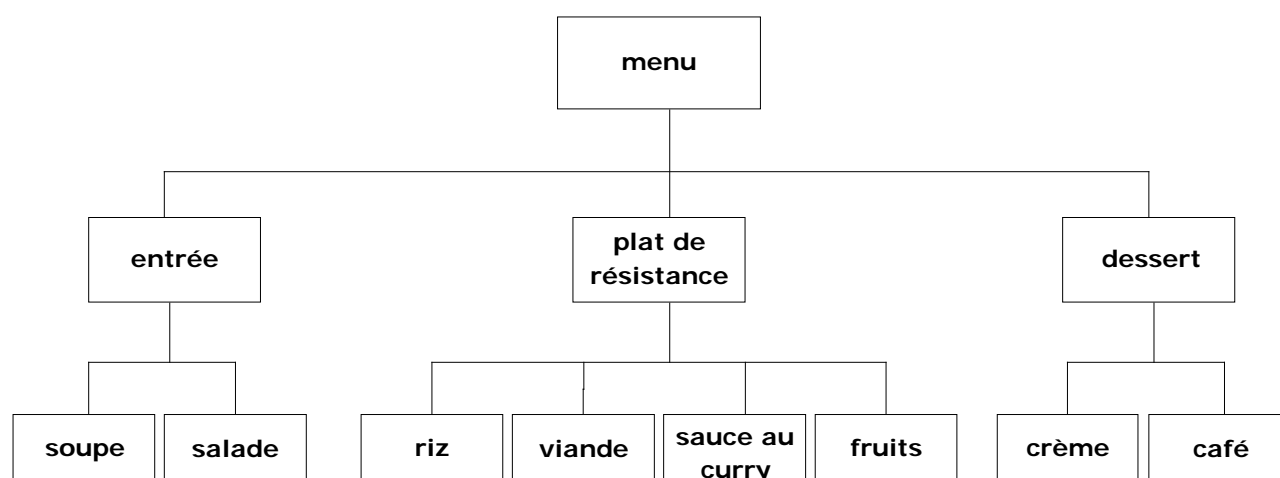 menu
entrée
plat de
résistance
dessert
soupe
salade
riz
viande
sauce au
curry
fruits
crème
café